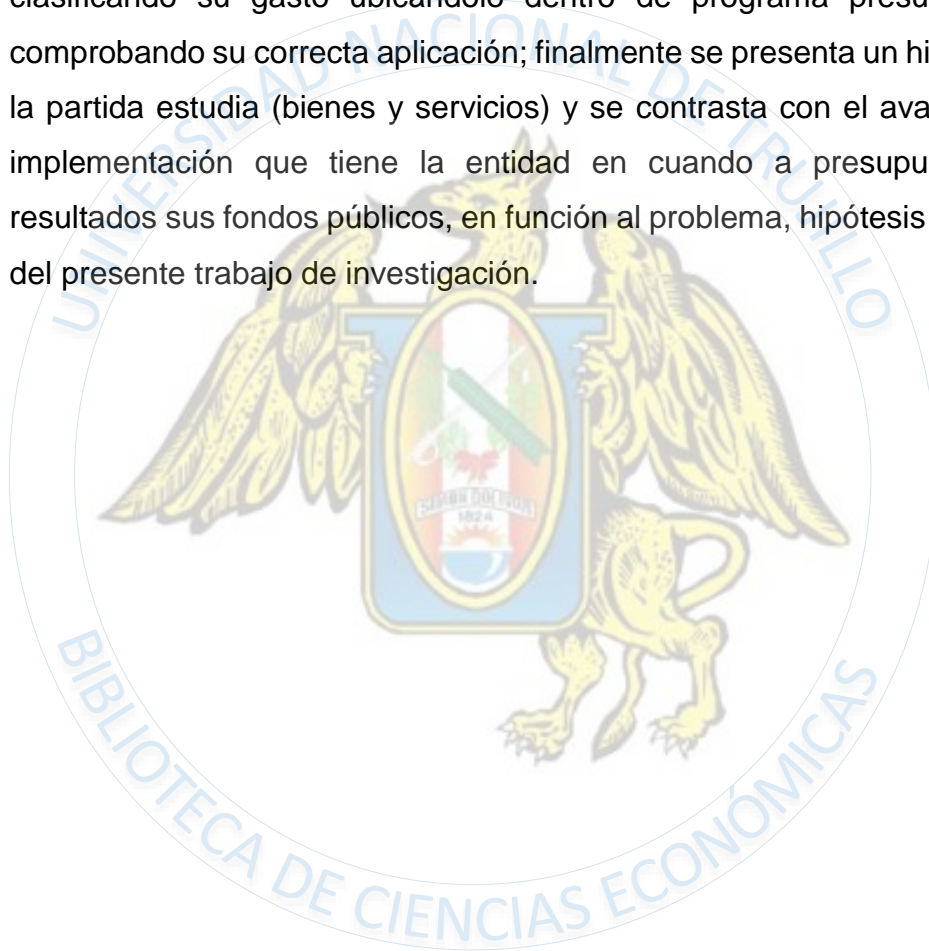 clasificando su gasto ubicándolo dentro de programa presu
comprobando su correcta aplicación; finalmente se presenta un hi
la partida estudia (bienes y servicios) y se contrasta con el ava
implementación que tiene la entidad en cuando a presupu
resultados sus fondos públicos, en función al problema, hipótesis
del presente trabajo de investigación.
UNIVERSIDAD NACIONAL DE TRUJILLO
1824
BIBLIOTECA DE CIENCIAS ECONÓMICAS